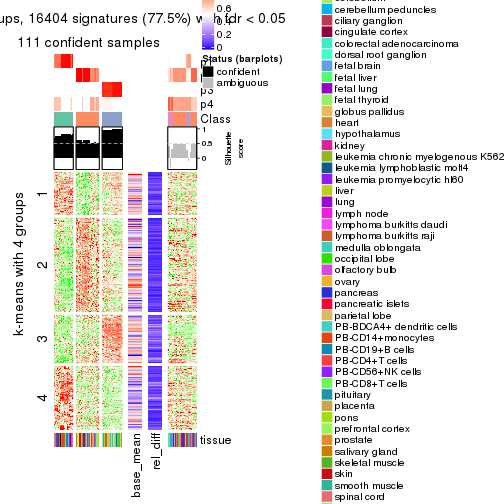 ups, 16404 signatures (77.5%) with fdr < 0.05
111 confident samples
p3
p4
Class
1
0.5
0
Silhouette
score
k-means with 4 groups
1
2
3
4
tissue
base_mean
rel_diff
0.6
0
Status (barplots)
confident
ambiguous
cerebellum peduncles
ciliary ganglion
cingulate cortex
colorectal adenocarcinoma
dorsal root ganglion
fetal brain
fetal liver
fetal lung
fetal thyroid
globus pallidus
heart
hypothalamus
kidney
leukemia chronic myelogenous K562
leukemia lymphoblastic molt4
leukemia promyelocytic hl60
liver
lung
lymph node
lymphoma burkitts daudi
lymphoma burkitts raji
medulla oblongata
occipital lobe
olfactory bulb
ovary
pancreas
pancreatic islets
parietal lobe
PB-BDCA4+ dendritic cells
PB-CD14+monocytes
PB-CD19+B cells
PB-CD4+T cells
PB-CD56+NK cells
PB-CD8+T cells
pituitary
placenta
pons
prefrontal cortex
prostate
salivary gland
skeletal muscle
skin
smooth muscle
spinal cord